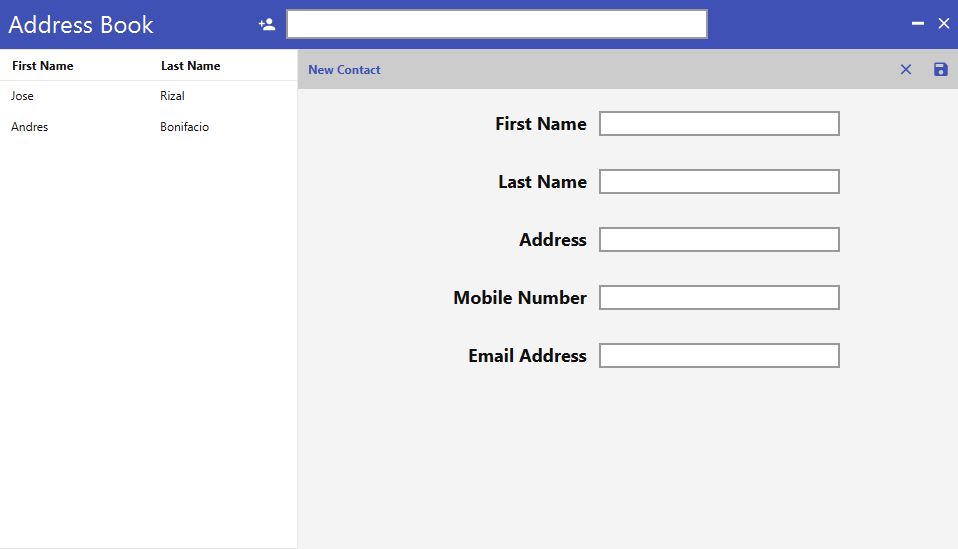 Address Book
First Name Last Name
Jose Rizal
Andres Bonifacio
New Contact
First Name
Last Name
Address
Mobile Number
Email Address